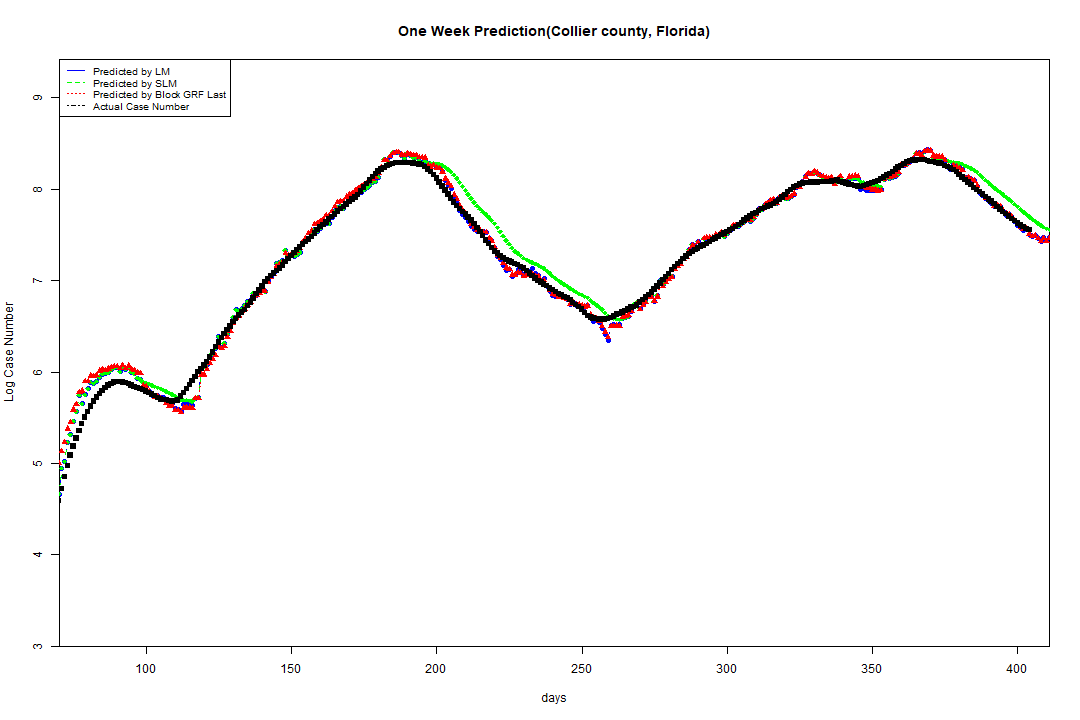 One Week Prediction(Collier county, Florida)
Predicted by LM
Predicted by SLM
Predicted by Block GRF Last
Actual Case Number
9
8
7
6
5
4
3
Log Case Number
100 150 200 250 300 350 400
days